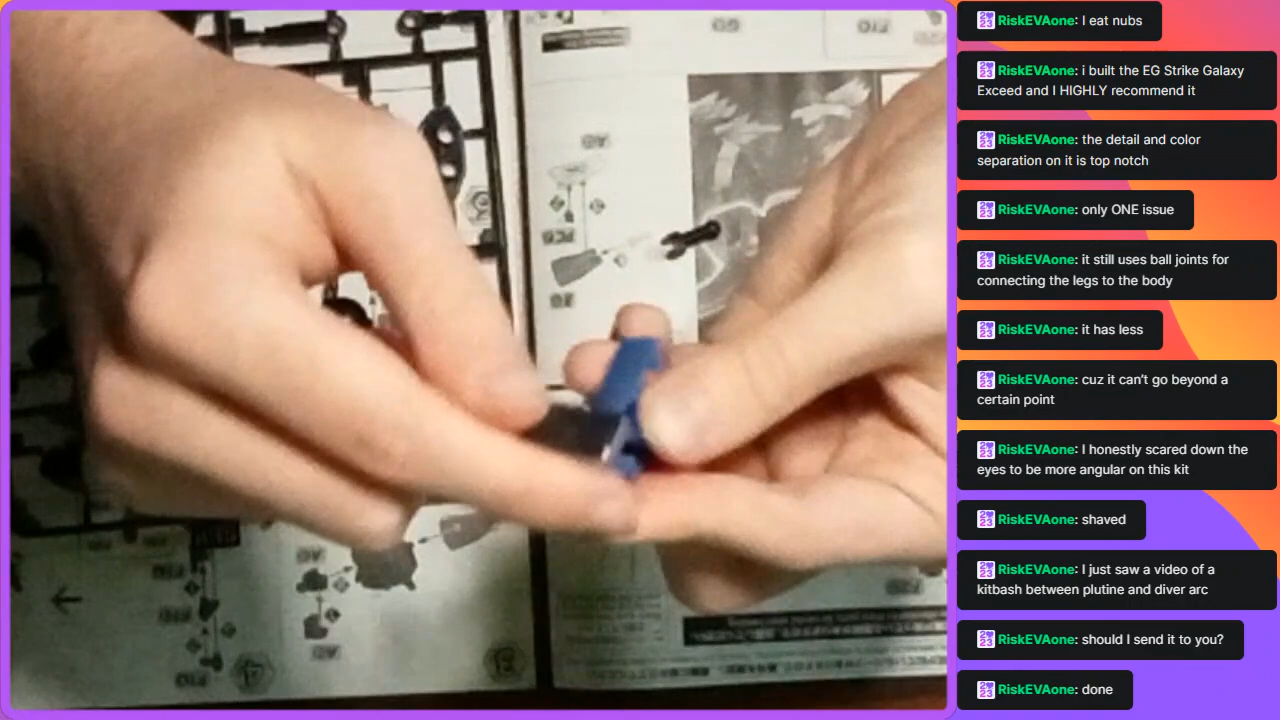 RiskEVAone: I eat nubs
RiskEVAone: i built the EG Strike Galaxy
Exceed and I HIGHLY recommend it
RiskEVAone: the detail and color
separation on it is top notch
RiskEVAone: only ONE issue
RiskEVAone: it still uses ball joints for
connecting the legs to the body
RiskEVAone: it has less
RiskEVAone: cuz it can't go beyond a
certain point
RiskEVAone: I honestly scared down the
eyes to be more angular on this kit
RiskEVAone: shaved
RiskEVAone: I just saw a video of a
kitbash between plutine and diver arc
RiskEVAone: should I send it to you?
RiskEVAone: done